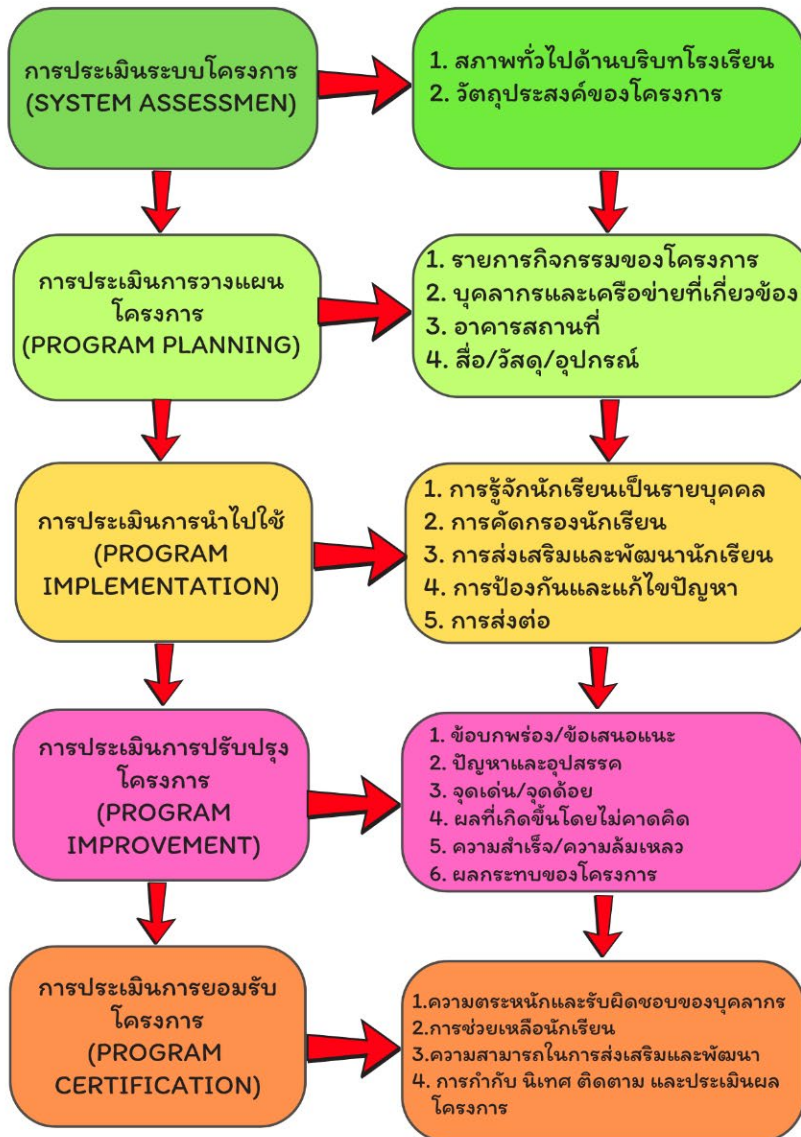 การประเมินระบบโครงการ
(SYSTEM ASSESSMEN)
1. สภาพทั่วไปด้านบริบทโรงเรียน
2. วัตถุประสงค์ของโครงการ
การประเมินการวางแผน
โครงการ
(PROGRAM PLANNING)
1. รายการกิจกรรมของโครงการ
2. บุคลากรและเครือข่ายที่เกี่ยวข้อง
3. อาคารสถานที่
4. สื่อ/วัสดุ/อุปกรณ์
การประเมินการนำไปใช้
(PROGRAM
IMPLEMENTATION)
1. การรู้จักนักเรียนเป็นรายบุคคล
2. การคัดกรองนักเรียน
3. การส่งเสริมและพัฒนานักเรียน
4. การป้องกันและแก้ไขปัญหา
5. การส่งต่อ
การประเมินการปรับปรุง
โครงการ
(PROGRAM
IMPROVEMENT)
1. ข้อบกพร่อง/ข้อเสนอแนะ
2. ปัญหาและอุปสรรค
3. จุดเด่น/จุดด้อย
4. ผลที่เกิดขึ้นโดยไม่คาดคิด
5. ความสำเร็จ/ความล้มเหลว
6. ผลกระทบของโครงการ
การประเมินการยอมรับ
โครงการ
(PROGRAM
CERTIFICATION)
1.ความตระหนักและรับผิดชอบของบุคลากร
2.การช่วยเหลือนักเรียน
3.ความสามารถในการส่งเสริมและพัฒนา
4. การกำกับ นิเทศ ติดตาม และประเมินผล
โครงการ